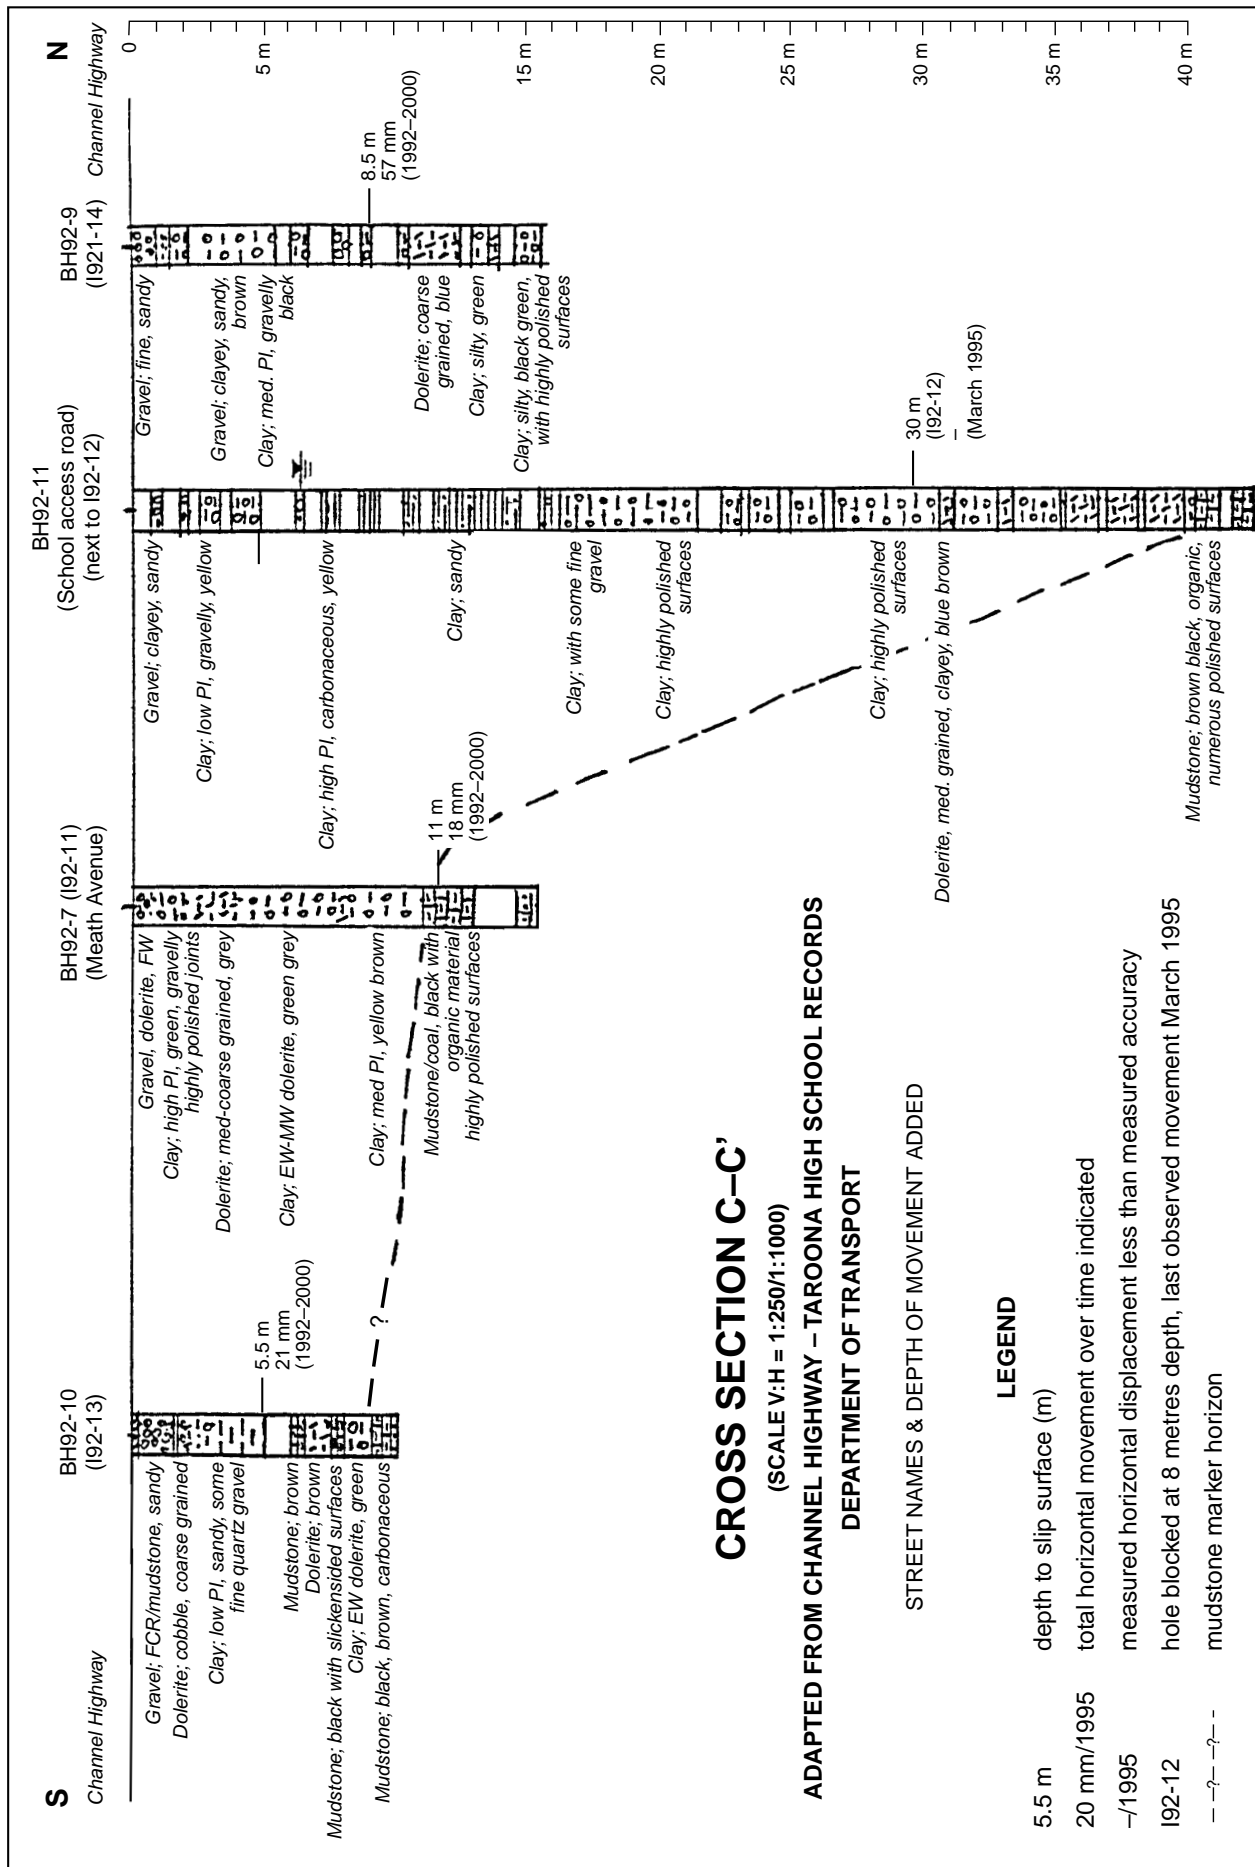 S
N
Channel Highway
Channel Highway
BH92-10
(I92-13)
BH92-7 (I92-11)
(Meath Avenue)
BH92-11
(School access road)
(next to I92-12)
BH92-9
(I921-14)
0
5 m
15 m
20 m
25 m
30 m
35 m
40 m
Gravel; FCR/mudstone, sandy
Dolerite; cobble, coarse grained
Clay; low PI, sandy, some
fine quartz gravel
Mudstone; brown
Dolerite; brown
Mudstone; black with slickensided surfaces
Clay; EW dolerite, green
Mudstone; black, brown, carbonaceous
5.5 m
21 mm
(1992–2000)
?
Gravel, dolerite, FW
Clay; high PI, green, gravelly
highly polished joints
Dolerite; med-coarse grained, grey
Clay; EW-MW dolerite, green grey
Clay; med PI, yellow brown
Mudstone/coal, black with
organic material
highly polished surfaces
11 m
18 mm
(1992–2000)
Gravel; clayey, sandy
Clay; low PI, gravelly, yellow
Clay; high PI, carbonaceous, yellow
Clay; sandy
Clay; with some fine
gravel
Clay; highly polished
surfaces
Clay; highly polished
surfaces
Dolerite, med. grained, clayey, blue brown
Mudstone; brown black, organic,
numerous polished surfaces
30 m
(I92-12)
–
(March 1995)
Gravel; fine, sandy
Gravel; clayey, sandy,
brown
Clay; med. PI, gravelly
black
Dolerite; coarse
grained, blue
Clay; silty, green
Clay; silty, black green,
with highly polished
surfaces
8.5 m
57 mm
(1992–2000)
CROSS SECTION C–C’
(SCALE V:H = 1:250/1:1000)
ADAPTED FROM CHANNEL HIGHWAY – TAROONA HIGH SCHOOL RECORDS
DEPARTMENT OF TRANSPORT
STREET NAMES & DEPTH OF MOVEMENT ADDED
LEGEND
5.5 m depth to slip surface (m)
20 mm/1995 total horizontal movement over time indicated
–/1995 measured horizontal displacement less than measured accuracy
I92-12 hole blocked at 8 metres depth, last observed movement March 1995
– –?– –?– - mudstone marker horizon